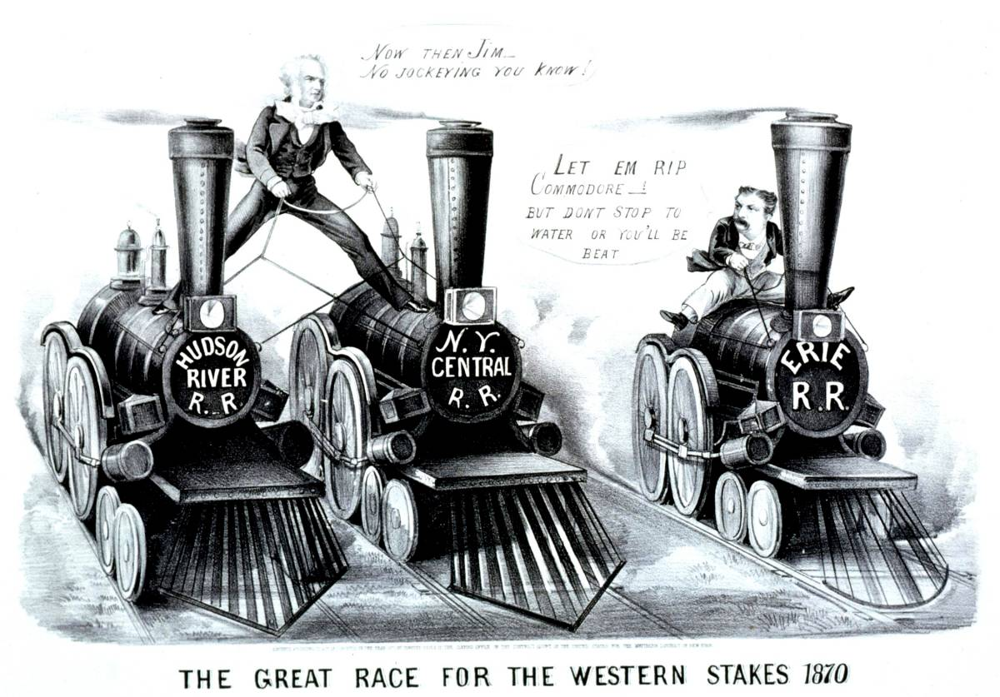 NOW THEN JIM_
NO JOCKEYING YOU KNOW!
LET EM RIP
COMMODORE_!
BUT DONT STOP TO
WATER OR YOU'LL BE
BEAT
HUDSON
RIVER
R.R.
N.Y.
CENTRAL
R.R.
ERIE
R.R.
THE GREAT RACE FOR THE WESTERN STAKES 1870